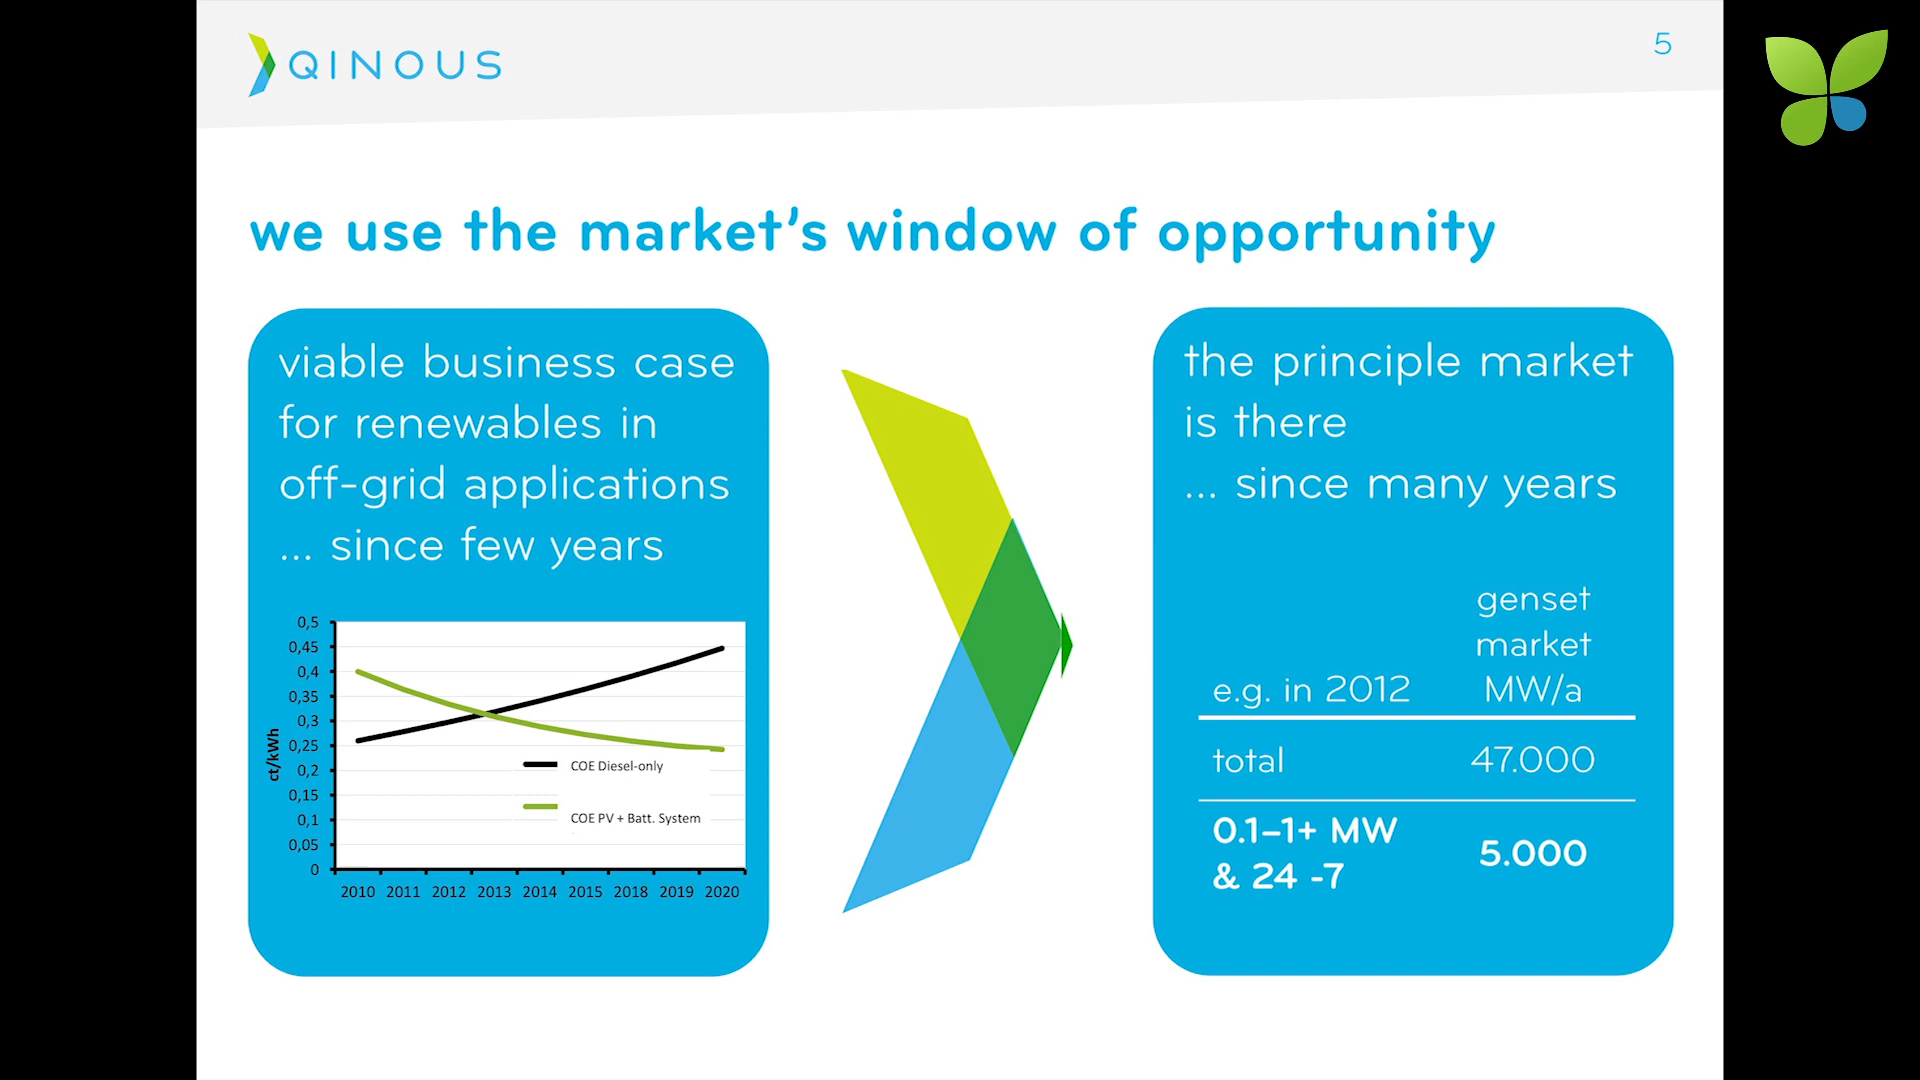 QINOUS
5
we use the market's window of opportunity
viable business case
for renewables in
off-grid applications
... since few years
0,5
0,45
0,4
0,35
0,3
0,25
0,2
0,15
0,1
0,05
0
ct/kWh
COE Diesel-only
COE PV + Batt. System
2010 2011 2012 2013 2014 2015 2018 2019 2020
the principle market
is there
... since many years
genset
market
e.g. in 2012 MW/a
total 47.000
0.1–1+ MW
& 24 -7
5.000